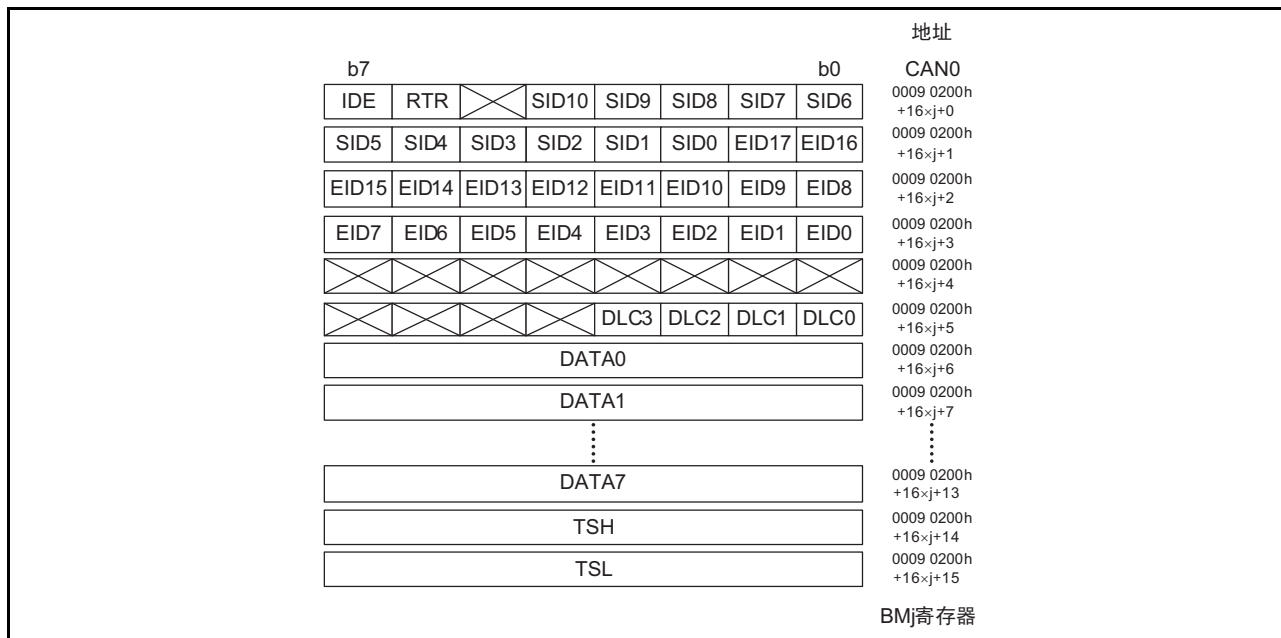 地址
b7 b0 CAN0
IDE RTR SID10 SID9 SID8 SID7 SID6 0009 0200h
+16×j+0
SID5 SID4 SID3 SID2 SID1 SID0 EID17 EID16 0009 0200h
+16×j+1
EID15 EID14 EID13 EID12 EID11 EID10 EID9 EID8 0009 0200h
+16×j+2
EID7 EID6 EID5 EID4 EID3 EID2 EID1 EID0 0009 0200h
+16×j+3
0009 0200h
+16×j+4
DLC3 DLC2 DLC1 DLC0 0009 0200h
+16×j+5
DATA0 0009 0200h
+16×j+6
DATA1 0009 0200h
+16×j+7
DATA7 0009 0200h
+16×j+13
TSH 0009 0200h
+16×j+14
TSL 0009 0200h
+16×j+15
BMj寄存器